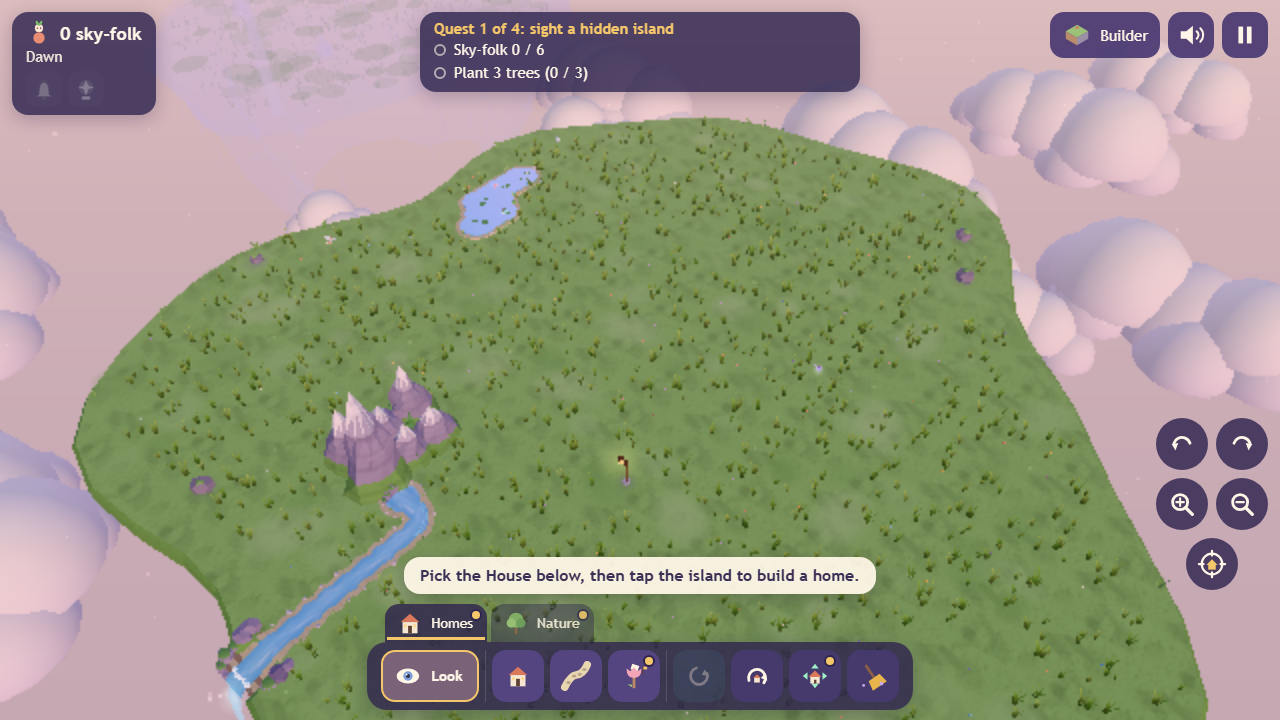 0 sky-folk
Dawn
Quest 1 of 4: sight a hidden island
Sky-folk 0 / 6
Plant 3 trees (0 / 3)
Builder
Pick the House below, then tap the island to build a home.
Homes
Nature
Look